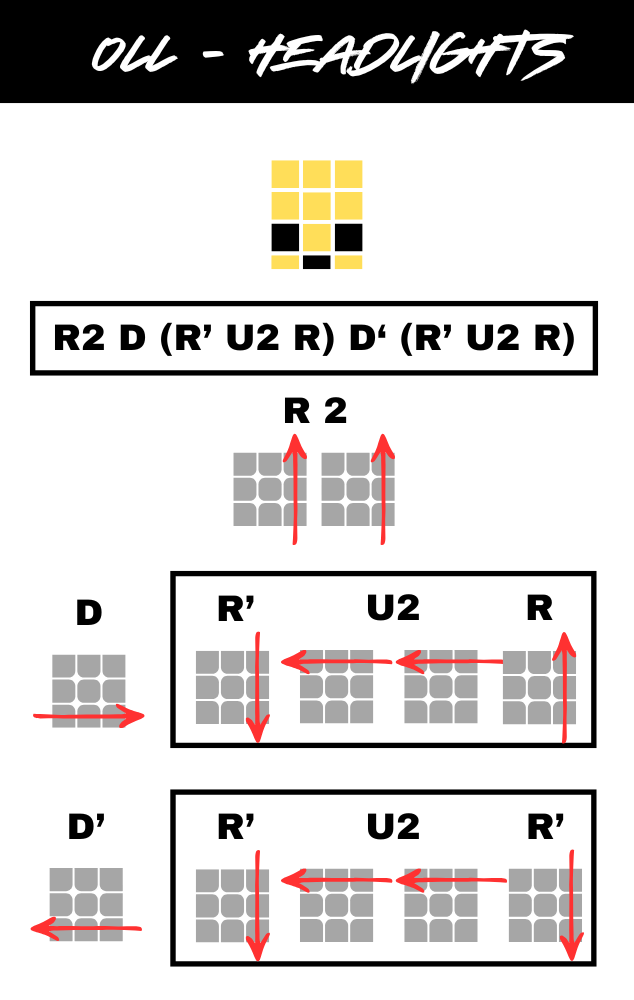 OLL - HEADLIGHTS
R2 D (R’ U2 R) D‘ (R’ U2 R)
R 2
D R’ U2 R
D’ R’ U2 R’